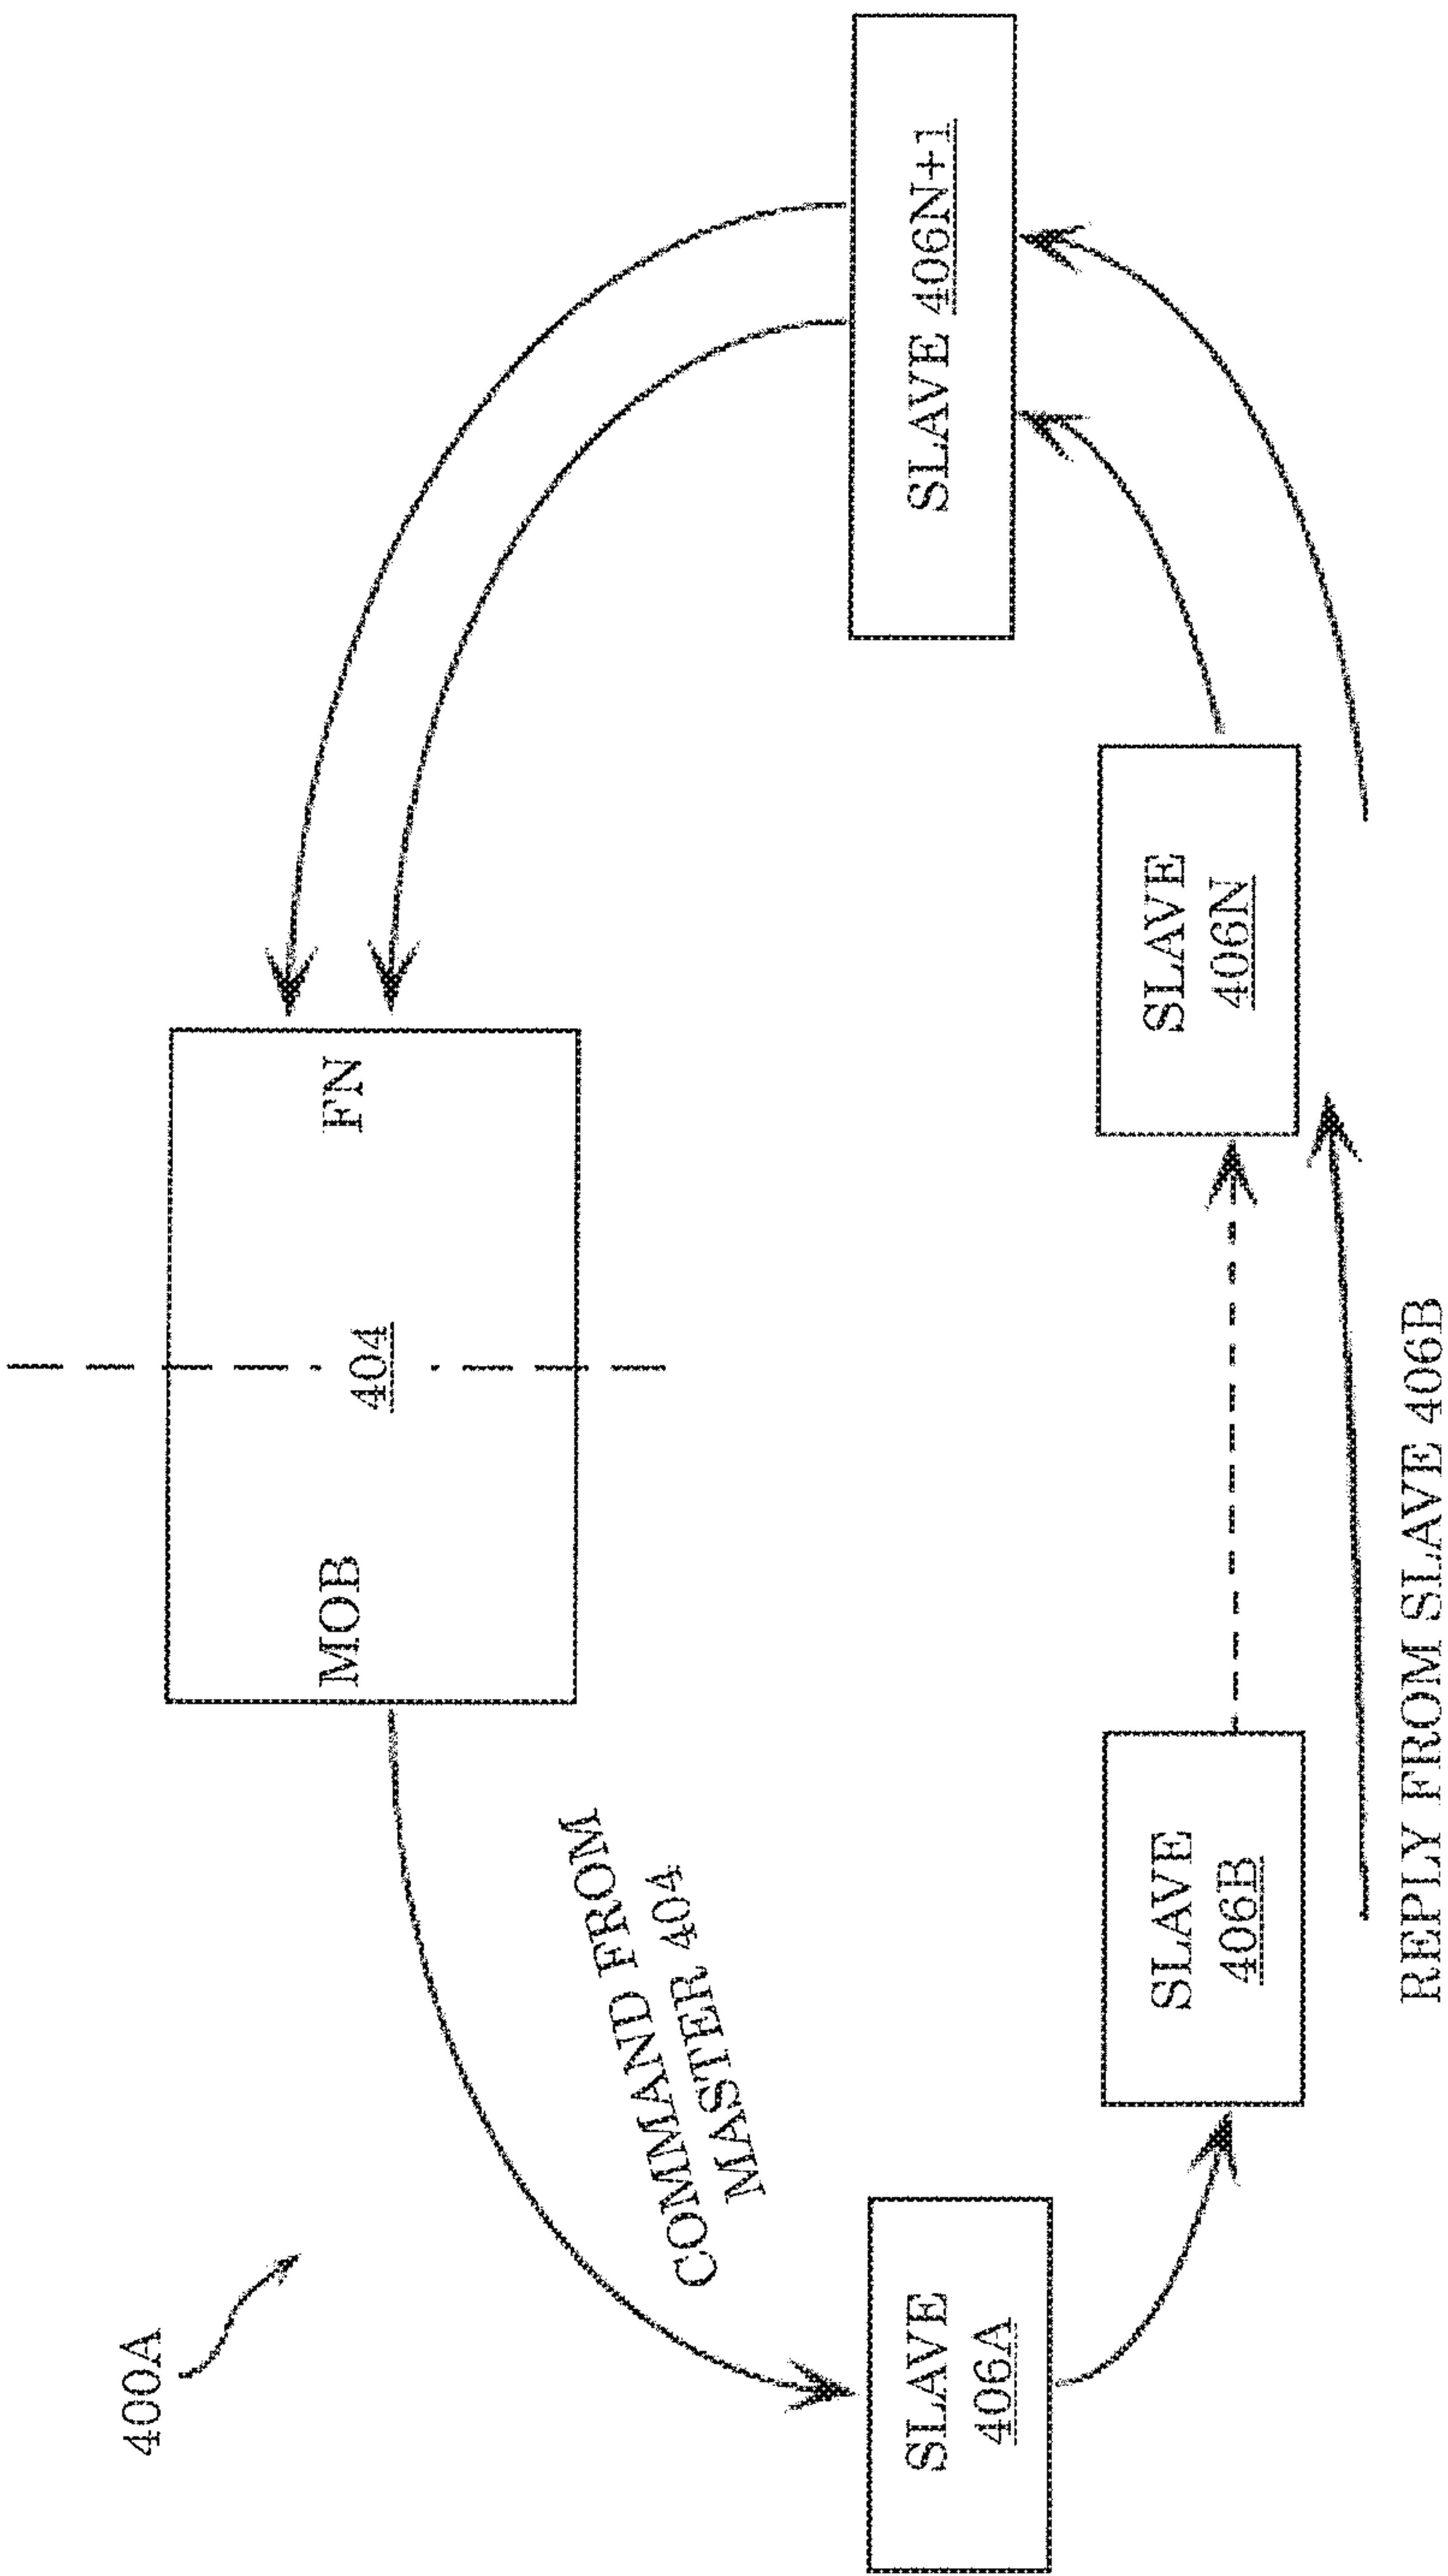 400A
MOB
404
FN
COMMAND FROM
MASTER 404
SLAVE
406A
SLAVE
406B
SLAVE
406N
SLAVE 406N+1
REPLY FROM SLAVE 406B